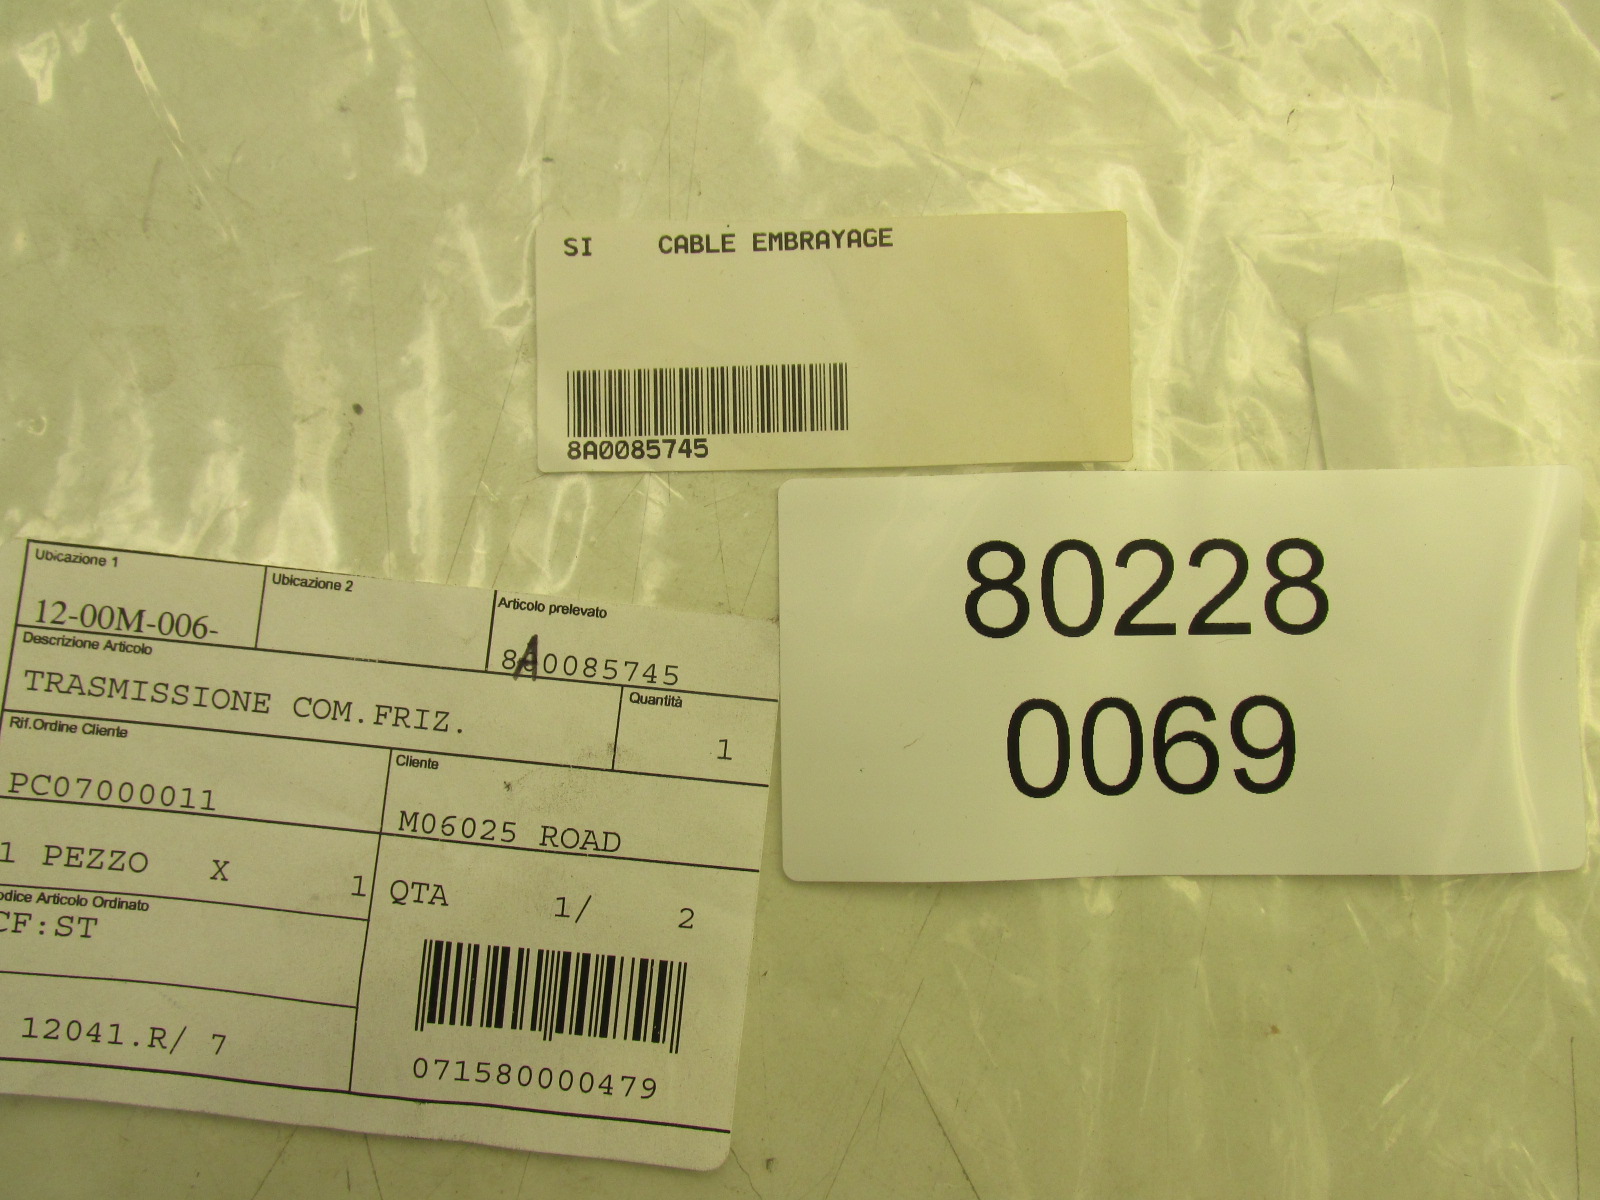 SI CABLE EMBRAYAGE
8A0085745
80228
0069
Ubicazione 1
12-00M-006-
Ubicazione 2
Articolo prelevato
8A0085745
Descrizione Articolo
TRASMISSIONE COM.FRIZ.
Quantità
1
Rif.Ordine Cliente
PC07000011
Cliente
M06025 ROAD
1 PEZZO X 1
QTA 1/ 2
odice Articolo Ordinato
CF:ST
12041.R/ 7
071580000479